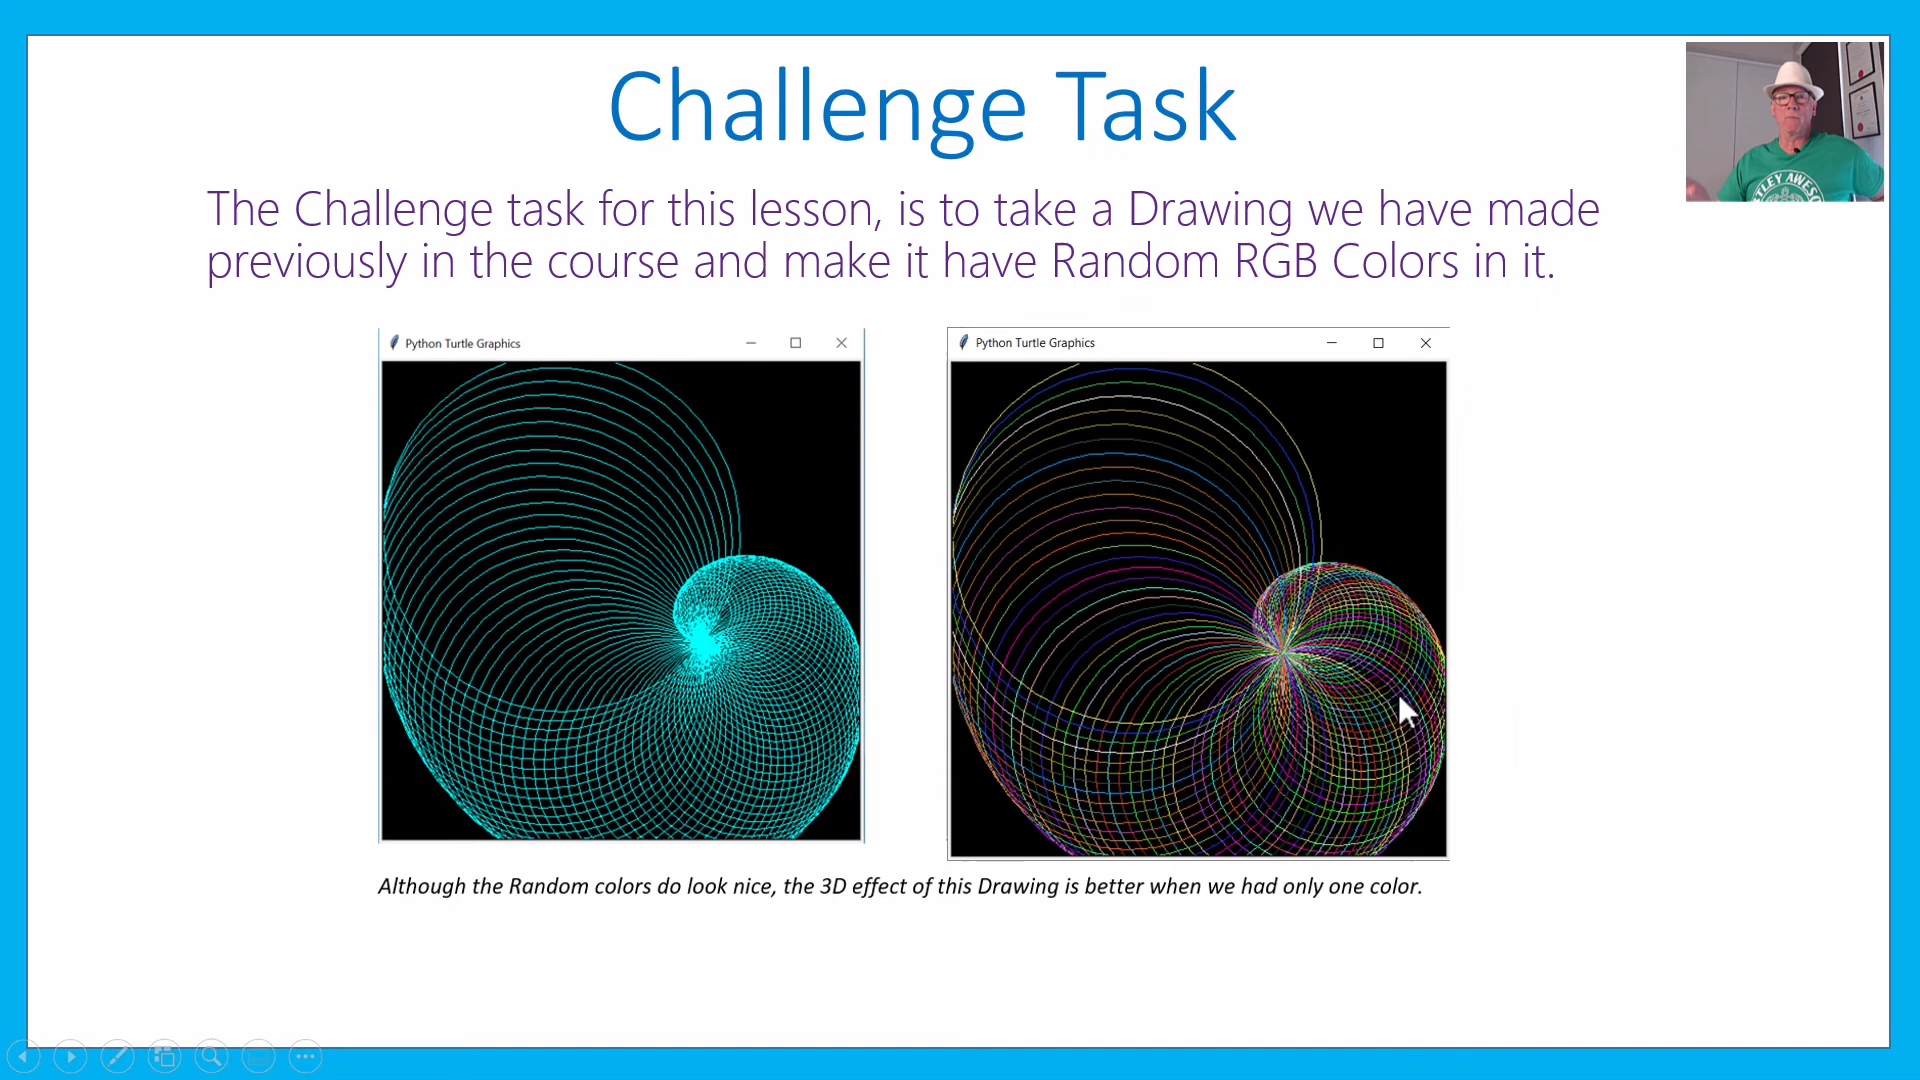 Challenge Task
The Challenge task for this lesson, is to take a Drawing we have made
previously in the course and make it have Random RGB Colors in it.
Python Turtle Graphics
Python Turtle Graphics
Although the Random colors do look nice, the 3D effect of this Drawing is better when we had only one color.